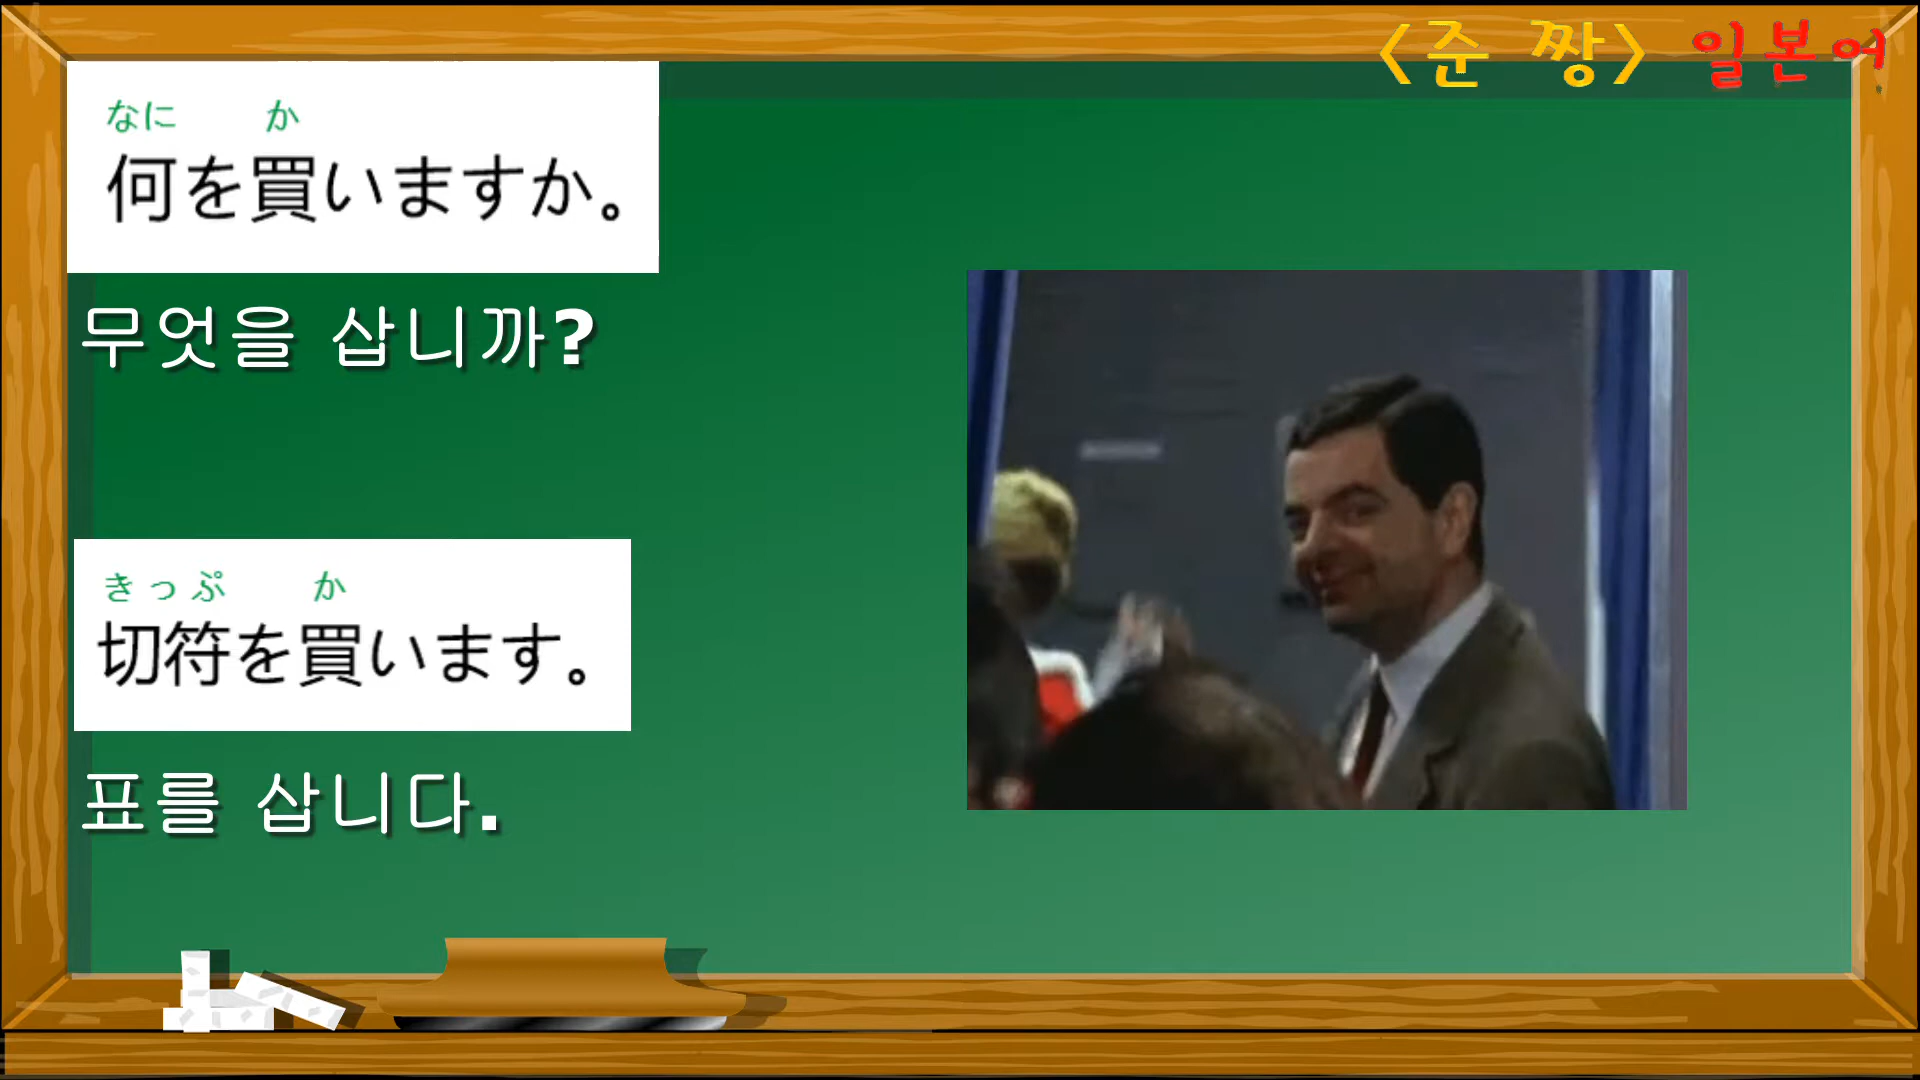 <준 짱> 일본어
なに か
何を買いますか。
무엇을 삽니까?
きっぷ か
切符を買います。
표를 삽니다.